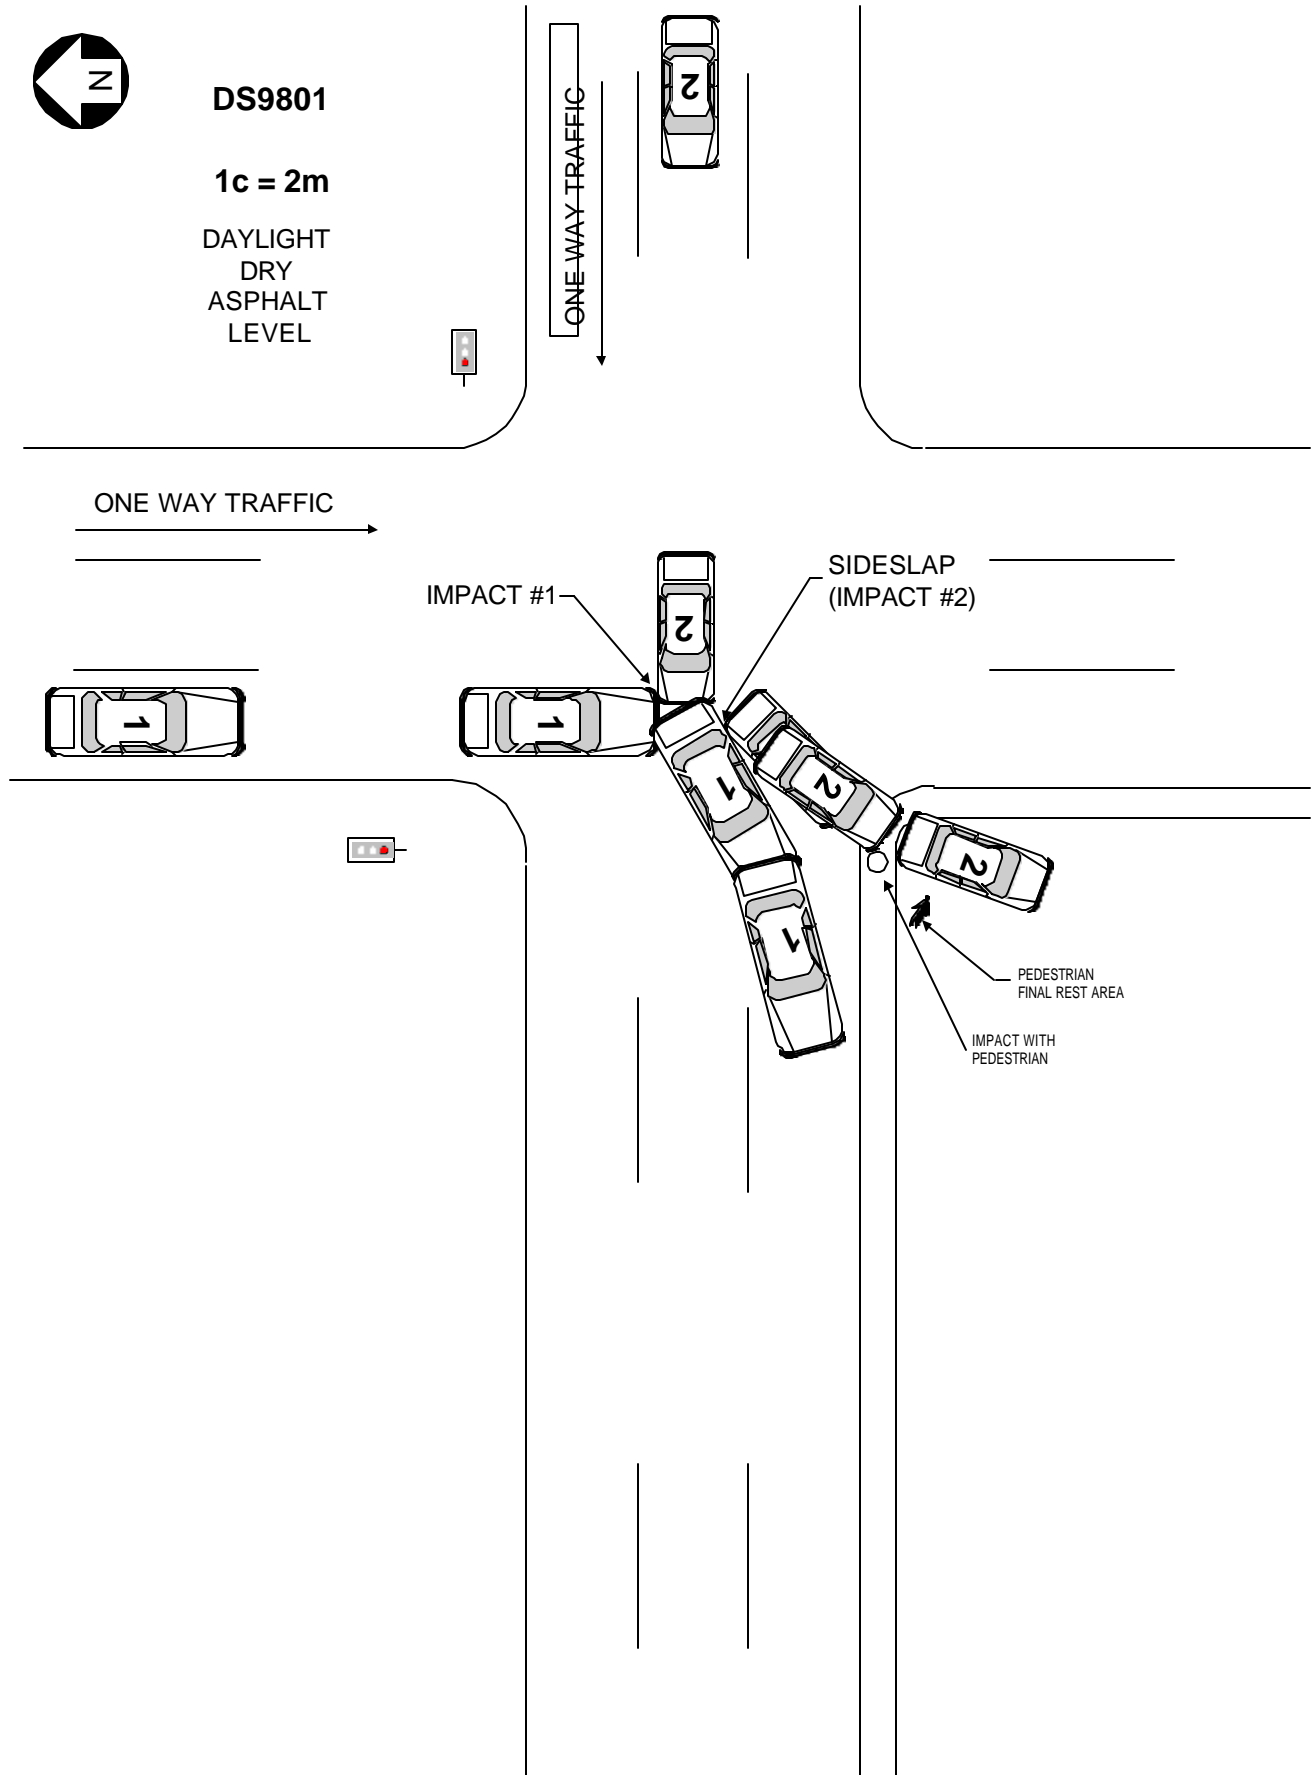 N
DS9801
1c = 2m
DAYLIGHT
DRY
ASPHALT
LEVEL
ONE WAY TRAFFIC
2
ONE WAY TRAFFIC
IMPACT #1
SIDESLAP
(IMPACT #2)
2
1
1
1
2
2
1
PEDESTRIAN
FINAL REST AREA
IMPACT WITH
PEDESTRIAN